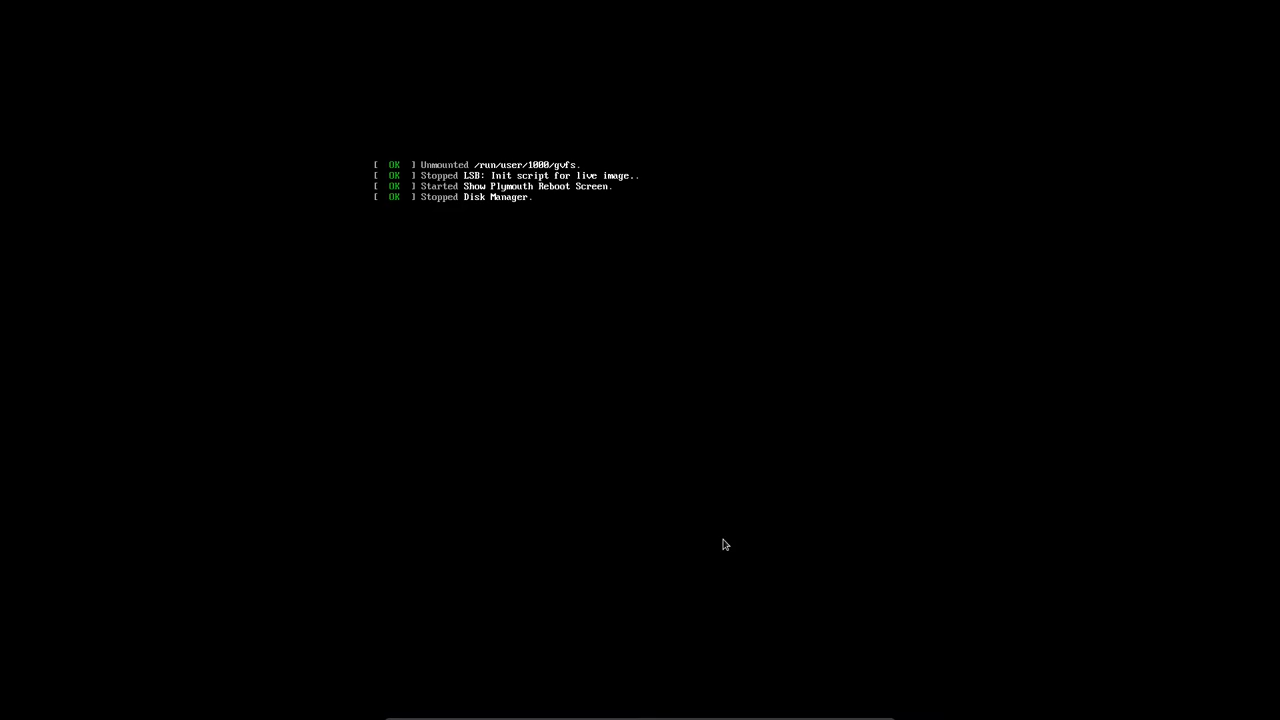 [  OK  ] Unmounted /run/user/1000/gvfs.
[  OK  ] Stopped LSB: Init script for live image..
[  OK  ] Started Show Plymouth Reboot Screen.
[  OK  ] Stopped Disk Manager.